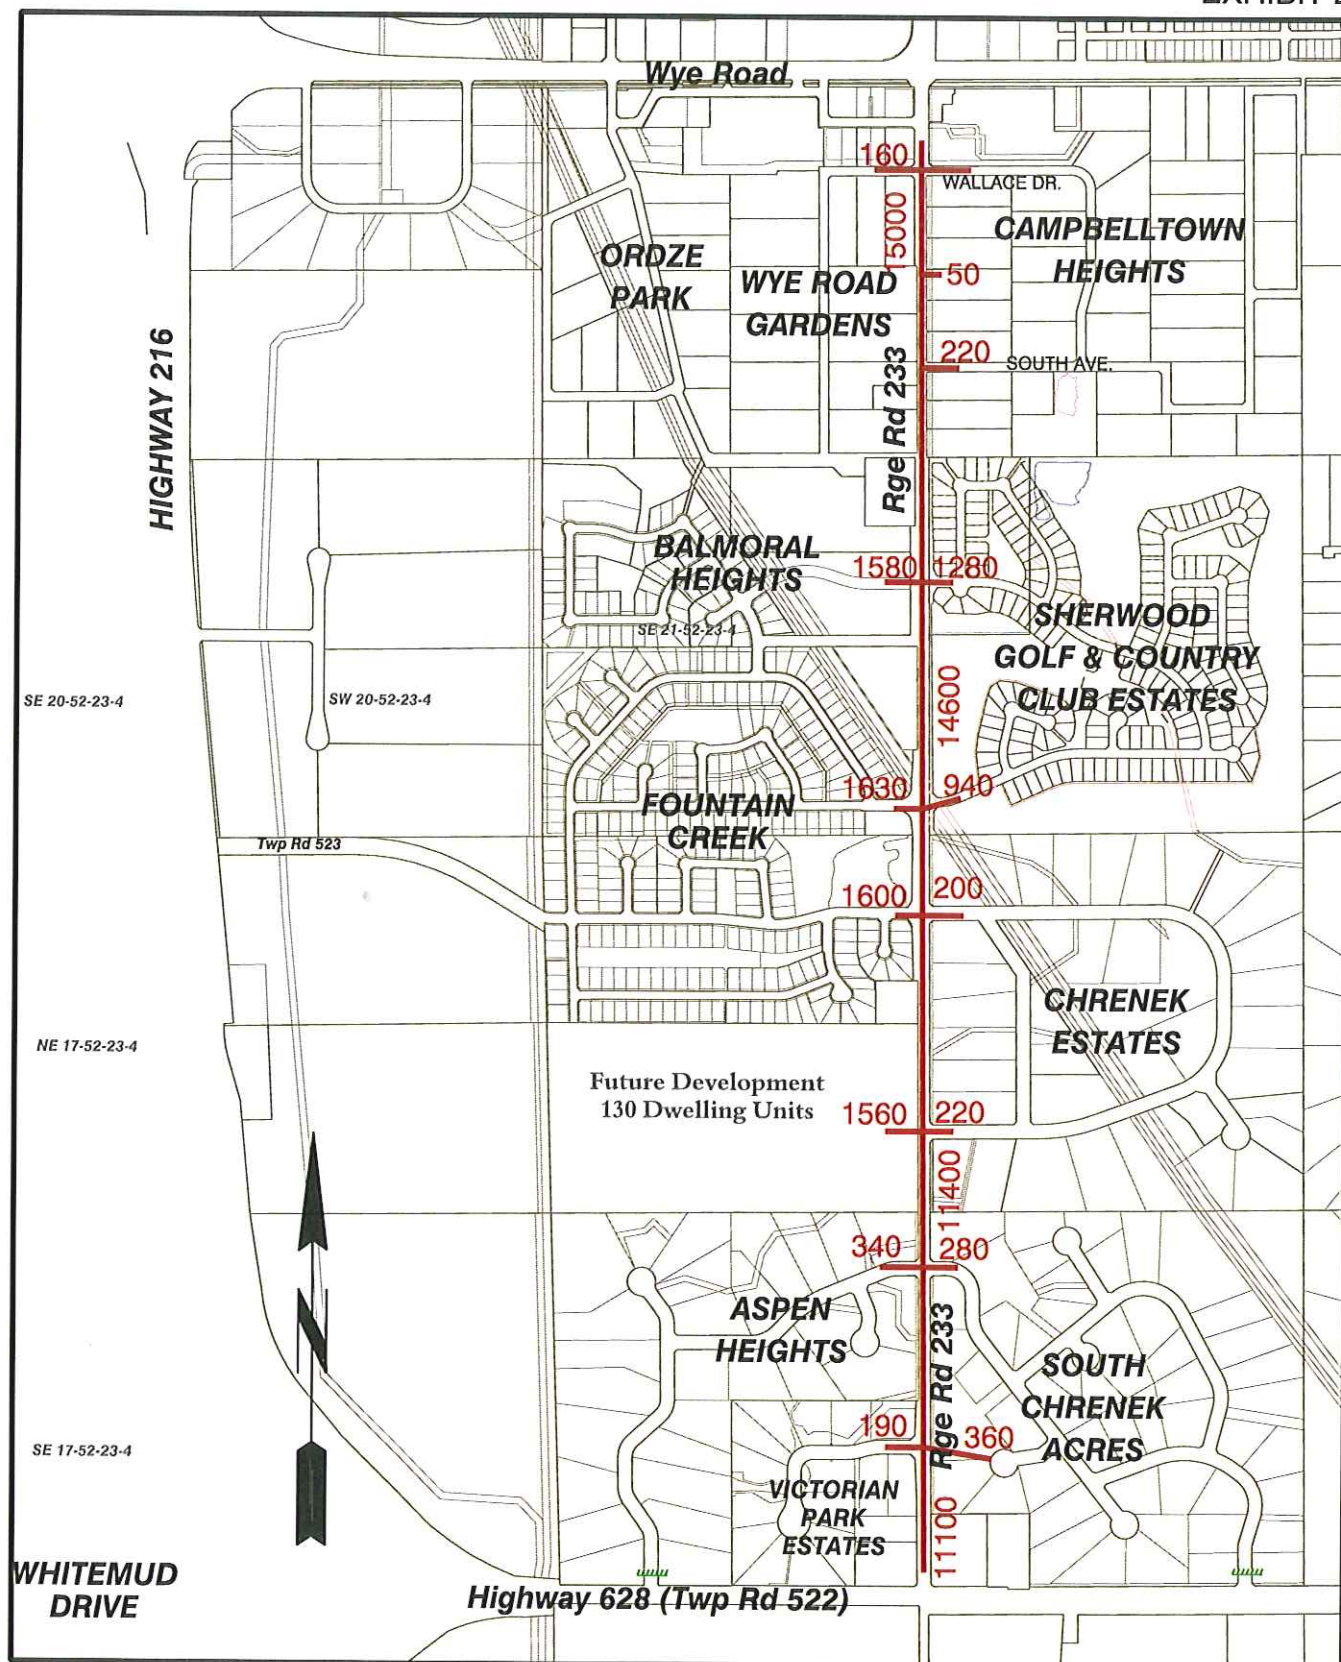 Wye Road
160
WALLACE DR.
15000
CAMPBELLTOWN
HEIGHTS
ORDZE
PARK
WYE ROAD
GARDENS
50
HIGHWAY 216
220
SOUTH AVE.
Rge Rd 233
BALMORAL
HEIGHTS
1580
1280
SE 21-52-23-4
SHERWOOD
GOLF & COUNTRY
CLUB ESTATES
SE 20-52-23-4
SW 20-52-23-4
14600
1630
940
FOUNTAIN
CREEK
Twp Rd 523
1600
200
CHRENEK
ESTATES
NE 17-52-23-4
Future Development
130 Dwelling Units
1560
220
11400
340
280
ASPEN
HEIGHTS
Rge Rd 233
SOUTH
CHRENEK
ACRES
N
190
360
SE 17-52-23-4
VICTORIAN
PARK
ESTATES
11100
WHITEMUD
DRIVE
Highway 628 (Twp Rd 522)